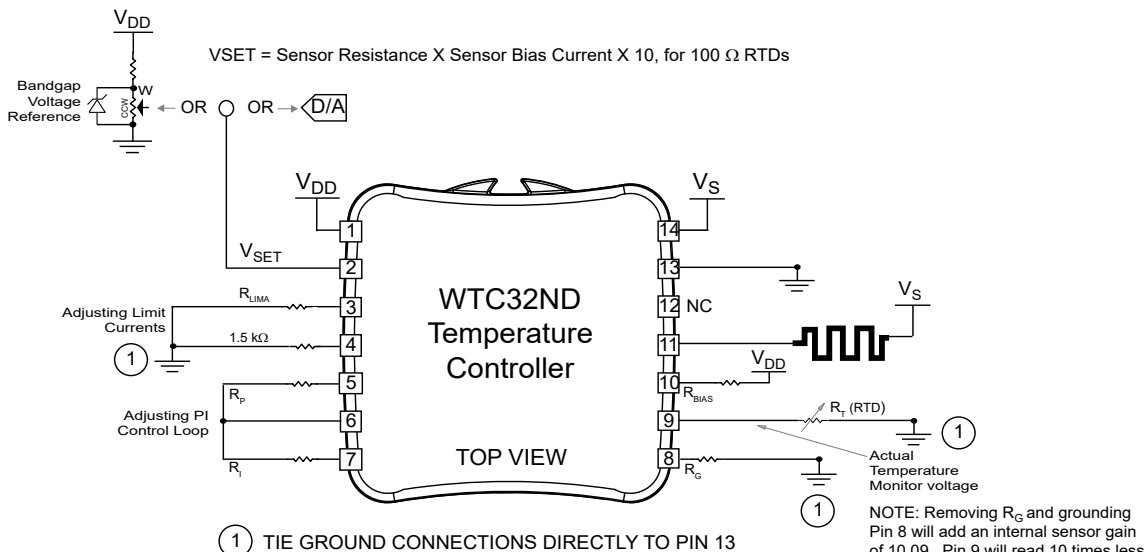 V_DD
VSET = Sensor Resistance X Sensor Bias Current X 10, for 100 Ω RTDs
Bandgap
Voltage
Reference
W
CCW
OR
OR
D/A
V_DD
V_S
1
14
V_SET
2
13
R_LIMA
3
12 NC
Adjusting Limit
Currents
1
1.5 kΩ
4
11
V_S
WTC32ND
Temperature
Controller
R_P
5
10
R_BIAS
V_DD
Adjusting PI
Control Loop
6
9
R_T (RTD)
1
R_I
7
TOP VIEW
8
R_G
1
Actual
Temperature
Monitor voltage
1 TIE GROUND CONNECTIONS DIRECTLY TO PIN 13
NOTE: Removing R_G and grounding
Pin 8 will add an internal sensor gain
of 10.09. Pin 9 will read 10 times less